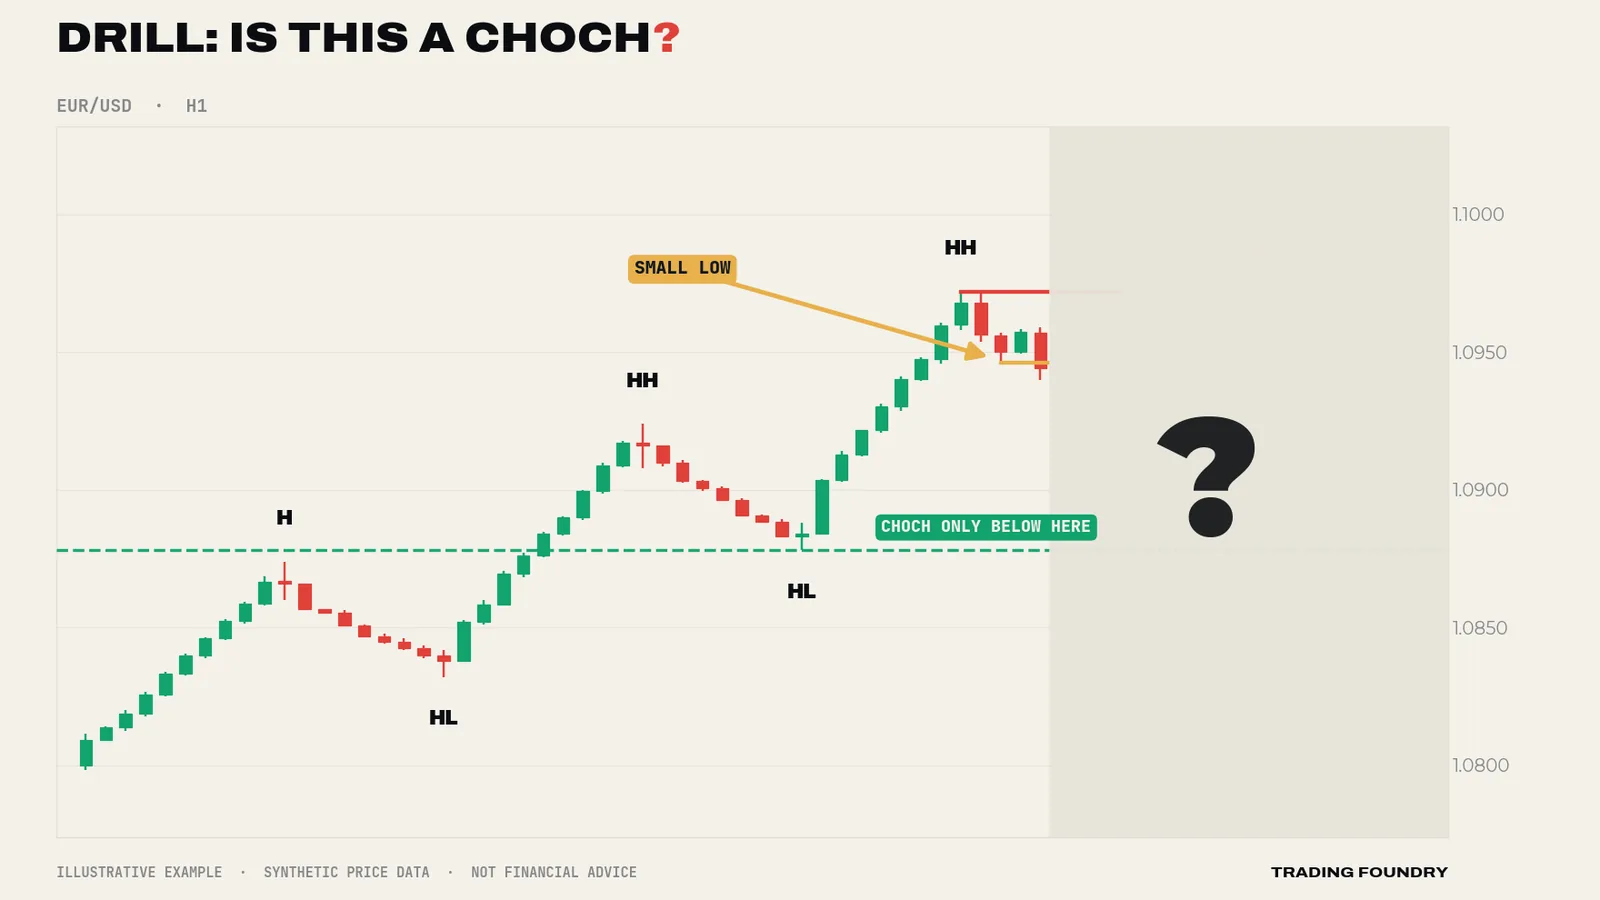 DRILL: IS THIS A CHOCH?
EUR/USD · H1
1.1000
HH
SMALL LOW
1.0950
HH
1.0900
H
CHOCH ONLY BELOW HERE
HL
?
1.0850
HL
1.0800
ILLUSTRATIVE EXAMPLE · SYNTHETIC PRICE DATA · NOT FINANCIAL ADVICE
TRADING FOUNDRY